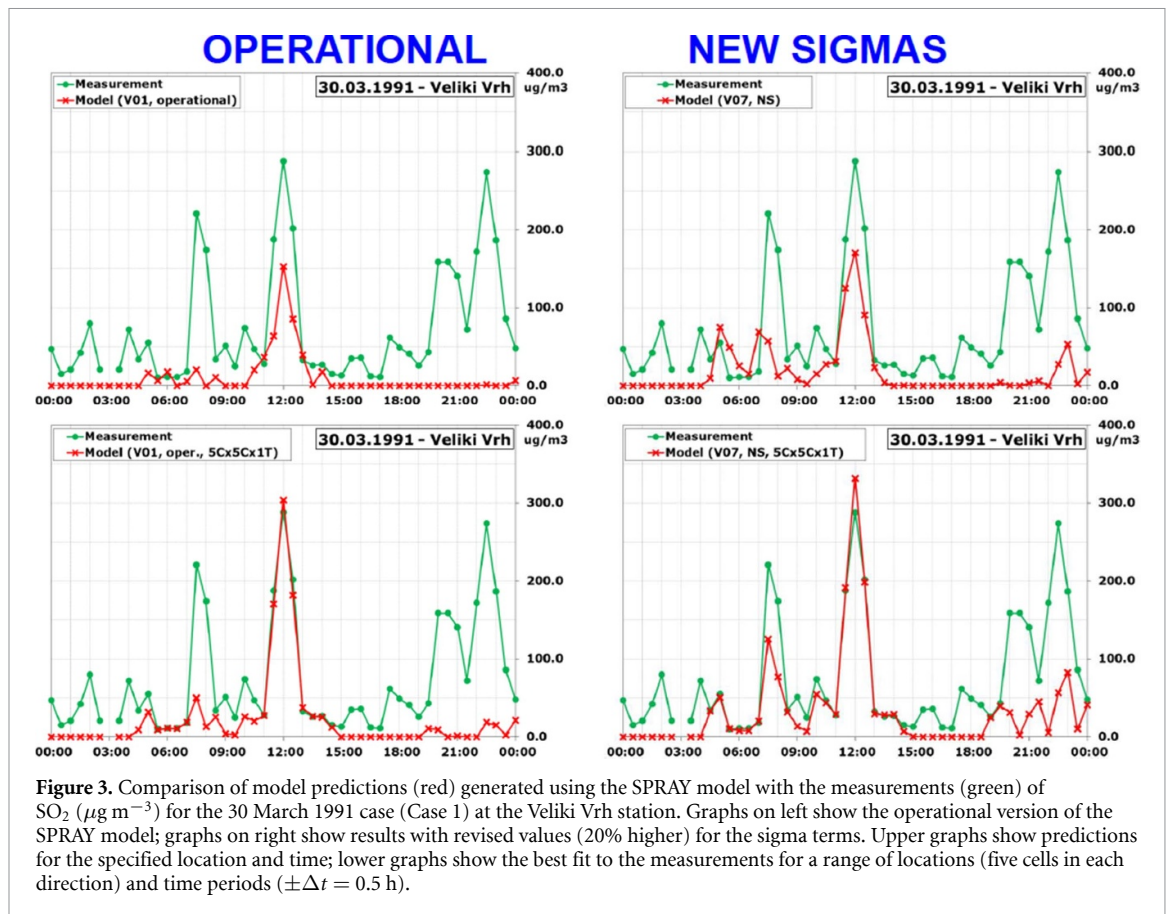 OPERATIONAL
NEW SIGMAS
Measurement
Model (V01, operational)
30.03.1991 - Veliki Vrh
400.0
ug/m3
300.0
200.0
100.0
0.0
00:00 03:00 06:00 09:00 12:00 15:00 18:00 21:00 00:00
Measurement
Model (V07, NS)
30.03.1991 - Veliki Vrh
400.0
ug/m3
300.0
200.0
100.0
0.0
00:00 03:00 06:00 09:00 12:00 15:00 18:00 21:00 00:00
Measurement
Model (V01, oper., 5Cx5Cx1T)
30.03.1991 - Veliki Vrh
400.0
ug/m3
300.0
200.0
100.0
0.0
00:00 03:00 06:00 09:00 12:00 15:00 18:00 21:00 00:00
Measurement
Model (V07, NS, 5Cx5Cx1T)
30.03.1991 - Veliki Vrh
400.0
ug/m3
300.0
200.0
100.0
0.0
00:00 03:00 06:00 09:00 12:00 15:00 18:00 21:00 00:00
Figure 3. Comparison of model predictions (red) generated using the SPRAY model with the measurements (green) of
SO₂ (μg m⁻³) for the 30 March 1991 case (Case 1) at the Veliki Vrh station. Graphs on left show the operational version of the
SPRAY model; graphs on right show results with revised values (20% higher) for the sigma terms. Upper graphs show predictions
for the specified location and time; lower graphs show the best fit to the measurements for a range of locations (five cells in each
direction) and time periods (±Δt = 0.5 h).